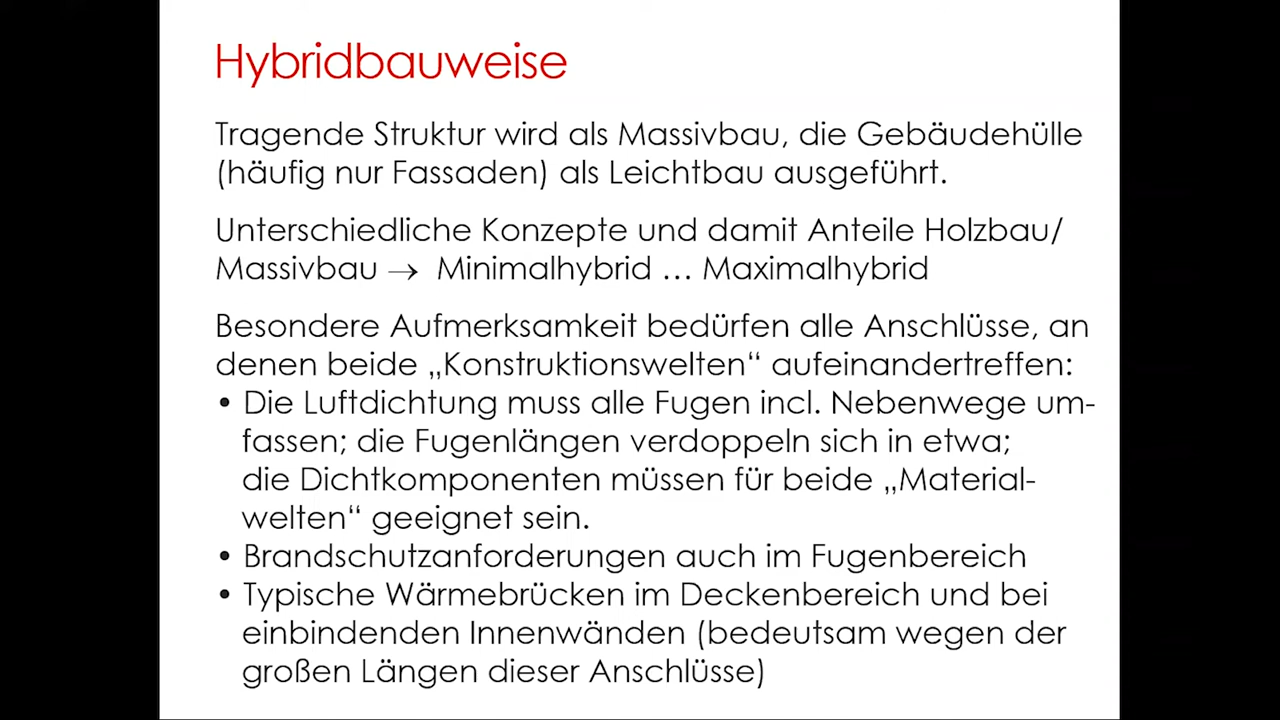 Hybridbauweise
Tragende Struktur wird als Massivbau, die Gebäudehülle
(häufig nur Fassaden) als Leichtbau ausgeführt.
Unterschiedliche Konzepte und damit Anteile Holzbau/
Massivbau → Minimalhybrid … Maximalhybrid
Besondere Aufmerksamkeit bedürfen alle Anschlüsse, an
denen beide „Konstruktionswelten“ aufeinandertreffen:
• Die Luftdichtung muss alle Fugen incl. Nebenwege um-
fassen; die Fugenlängen verdoppeln sich in etwa;
die Dichtkomponenten müssen für beide „Material-
welten“ geeignet sein.
• Brandschutzanforderungen auch im Fugenbereich
• Typische Wärmebrücken im Deckenbereich und bei
einbindenden Innenwänden (bedeutsam wegen der
großen Längen dieser Anschlüsse)